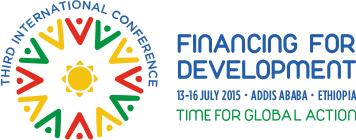 THIRD INTERNATIONAL CONFERENCE
FINANCING FOR
DEVELOPMENT
13-16 JULY 2015 • ADDIS ABABA • ETHIOPIA
TIME FOR GLOBAL ACTION